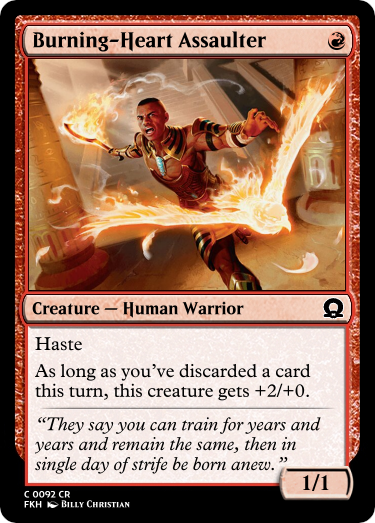 Burning-Heart Assaulter
Creature — Human Warrior
Haste
As long as you’ve discarded a card
this turn, this creature gets +2/+0.
“They say you can train for years and
years and remain the same, then in
single day of strife be born anew.”
1/1
C 0092 CR
FKH Billy Christian